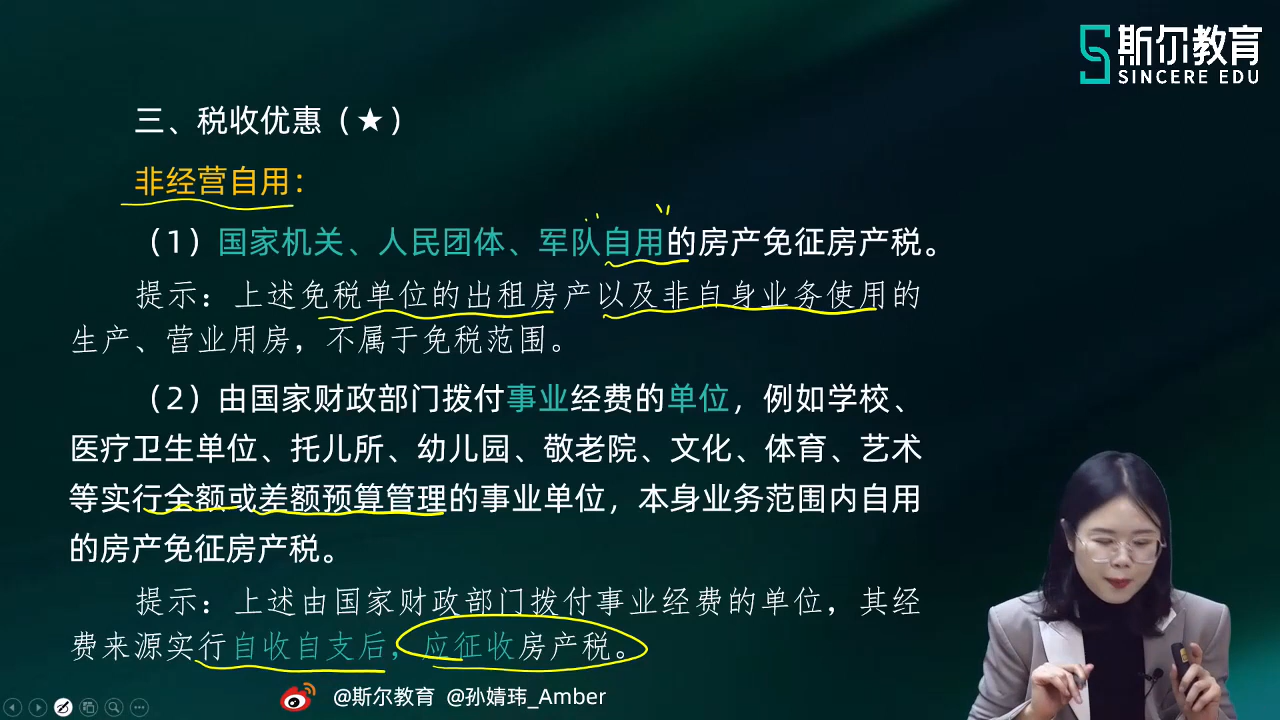 斯尔教育
SINCERE EDU
三、税收优惠（★）
非经营自用：
（1）国家机关、人民团体、军队自用的房产免征房产税。
提示：上述免税单位的出租房产以及非自身业务使用的
生产、营业用房，不属于免税范围。
（2）由国家财政部门拨付事业经费的单位，例如学校、
医疗卫生单位、托儿所、幼儿园、敬老院、文化、体育、艺术
等实行全额或差额预算管理的事业单位，本身业务范围内自用
的房产免征房产税。
提示：上述由国家财政部门拨付事业经费的单位，其经
费来源实行自收自支后，应征收房产税。
@斯尔教育 @孙婧玮_Amber